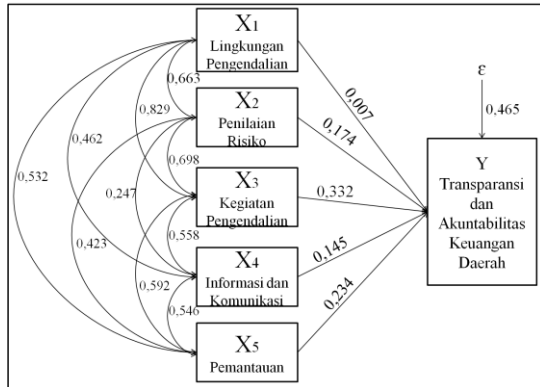 X1
Lingkungan
Pengendalian
0,663
X2
Penilaian
Risiko
0,829
0,462
0,698
0,532
0,247
X3
Kegiatan
Pengendalian
0,558
0,423
X4
Informasi dan
Komunikasi
0,592
0,546
X5
Pemantauan
0,007
0,174
0,332
0,145
0,234
ε
0,465
Y
Transparansi
dan
Akuntabilitas
Keuangan
Daerah